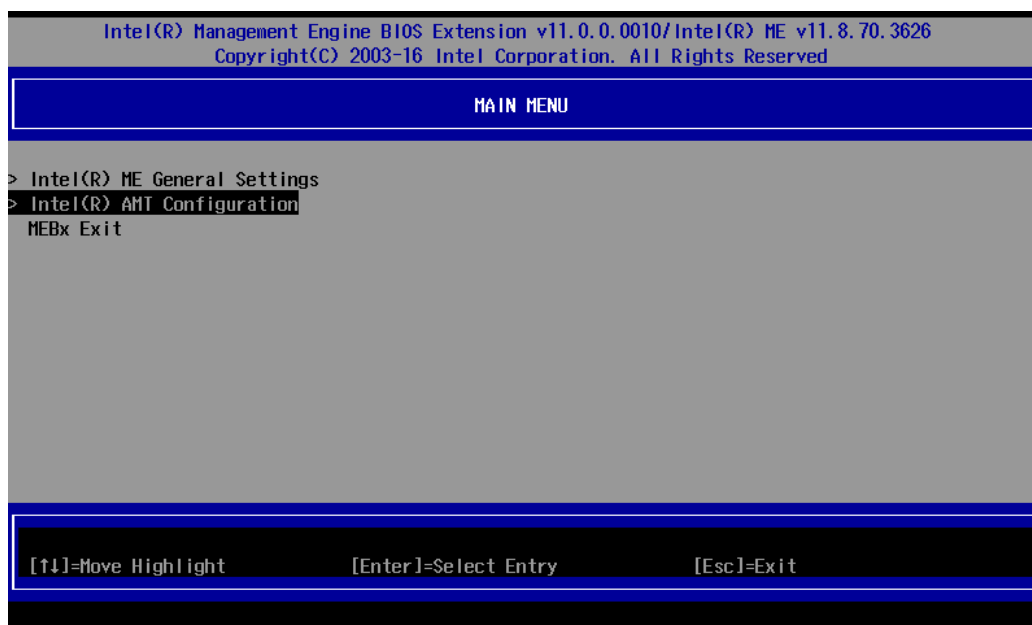 Intel(R) Management Engine BIOS Extension v11.0.0.0010/Intel(R) ME v11.8.70.3626
Copyright(C) 2003-16 Intel Corporation. All Rights Reserved
MAIN MENU
> Intel(R) ME General Settings
> Intel(R) AMT Configuration
MEBx Exit
[↑↓]=Move Highlight [Enter]=Select Entry [Esc]=Exit